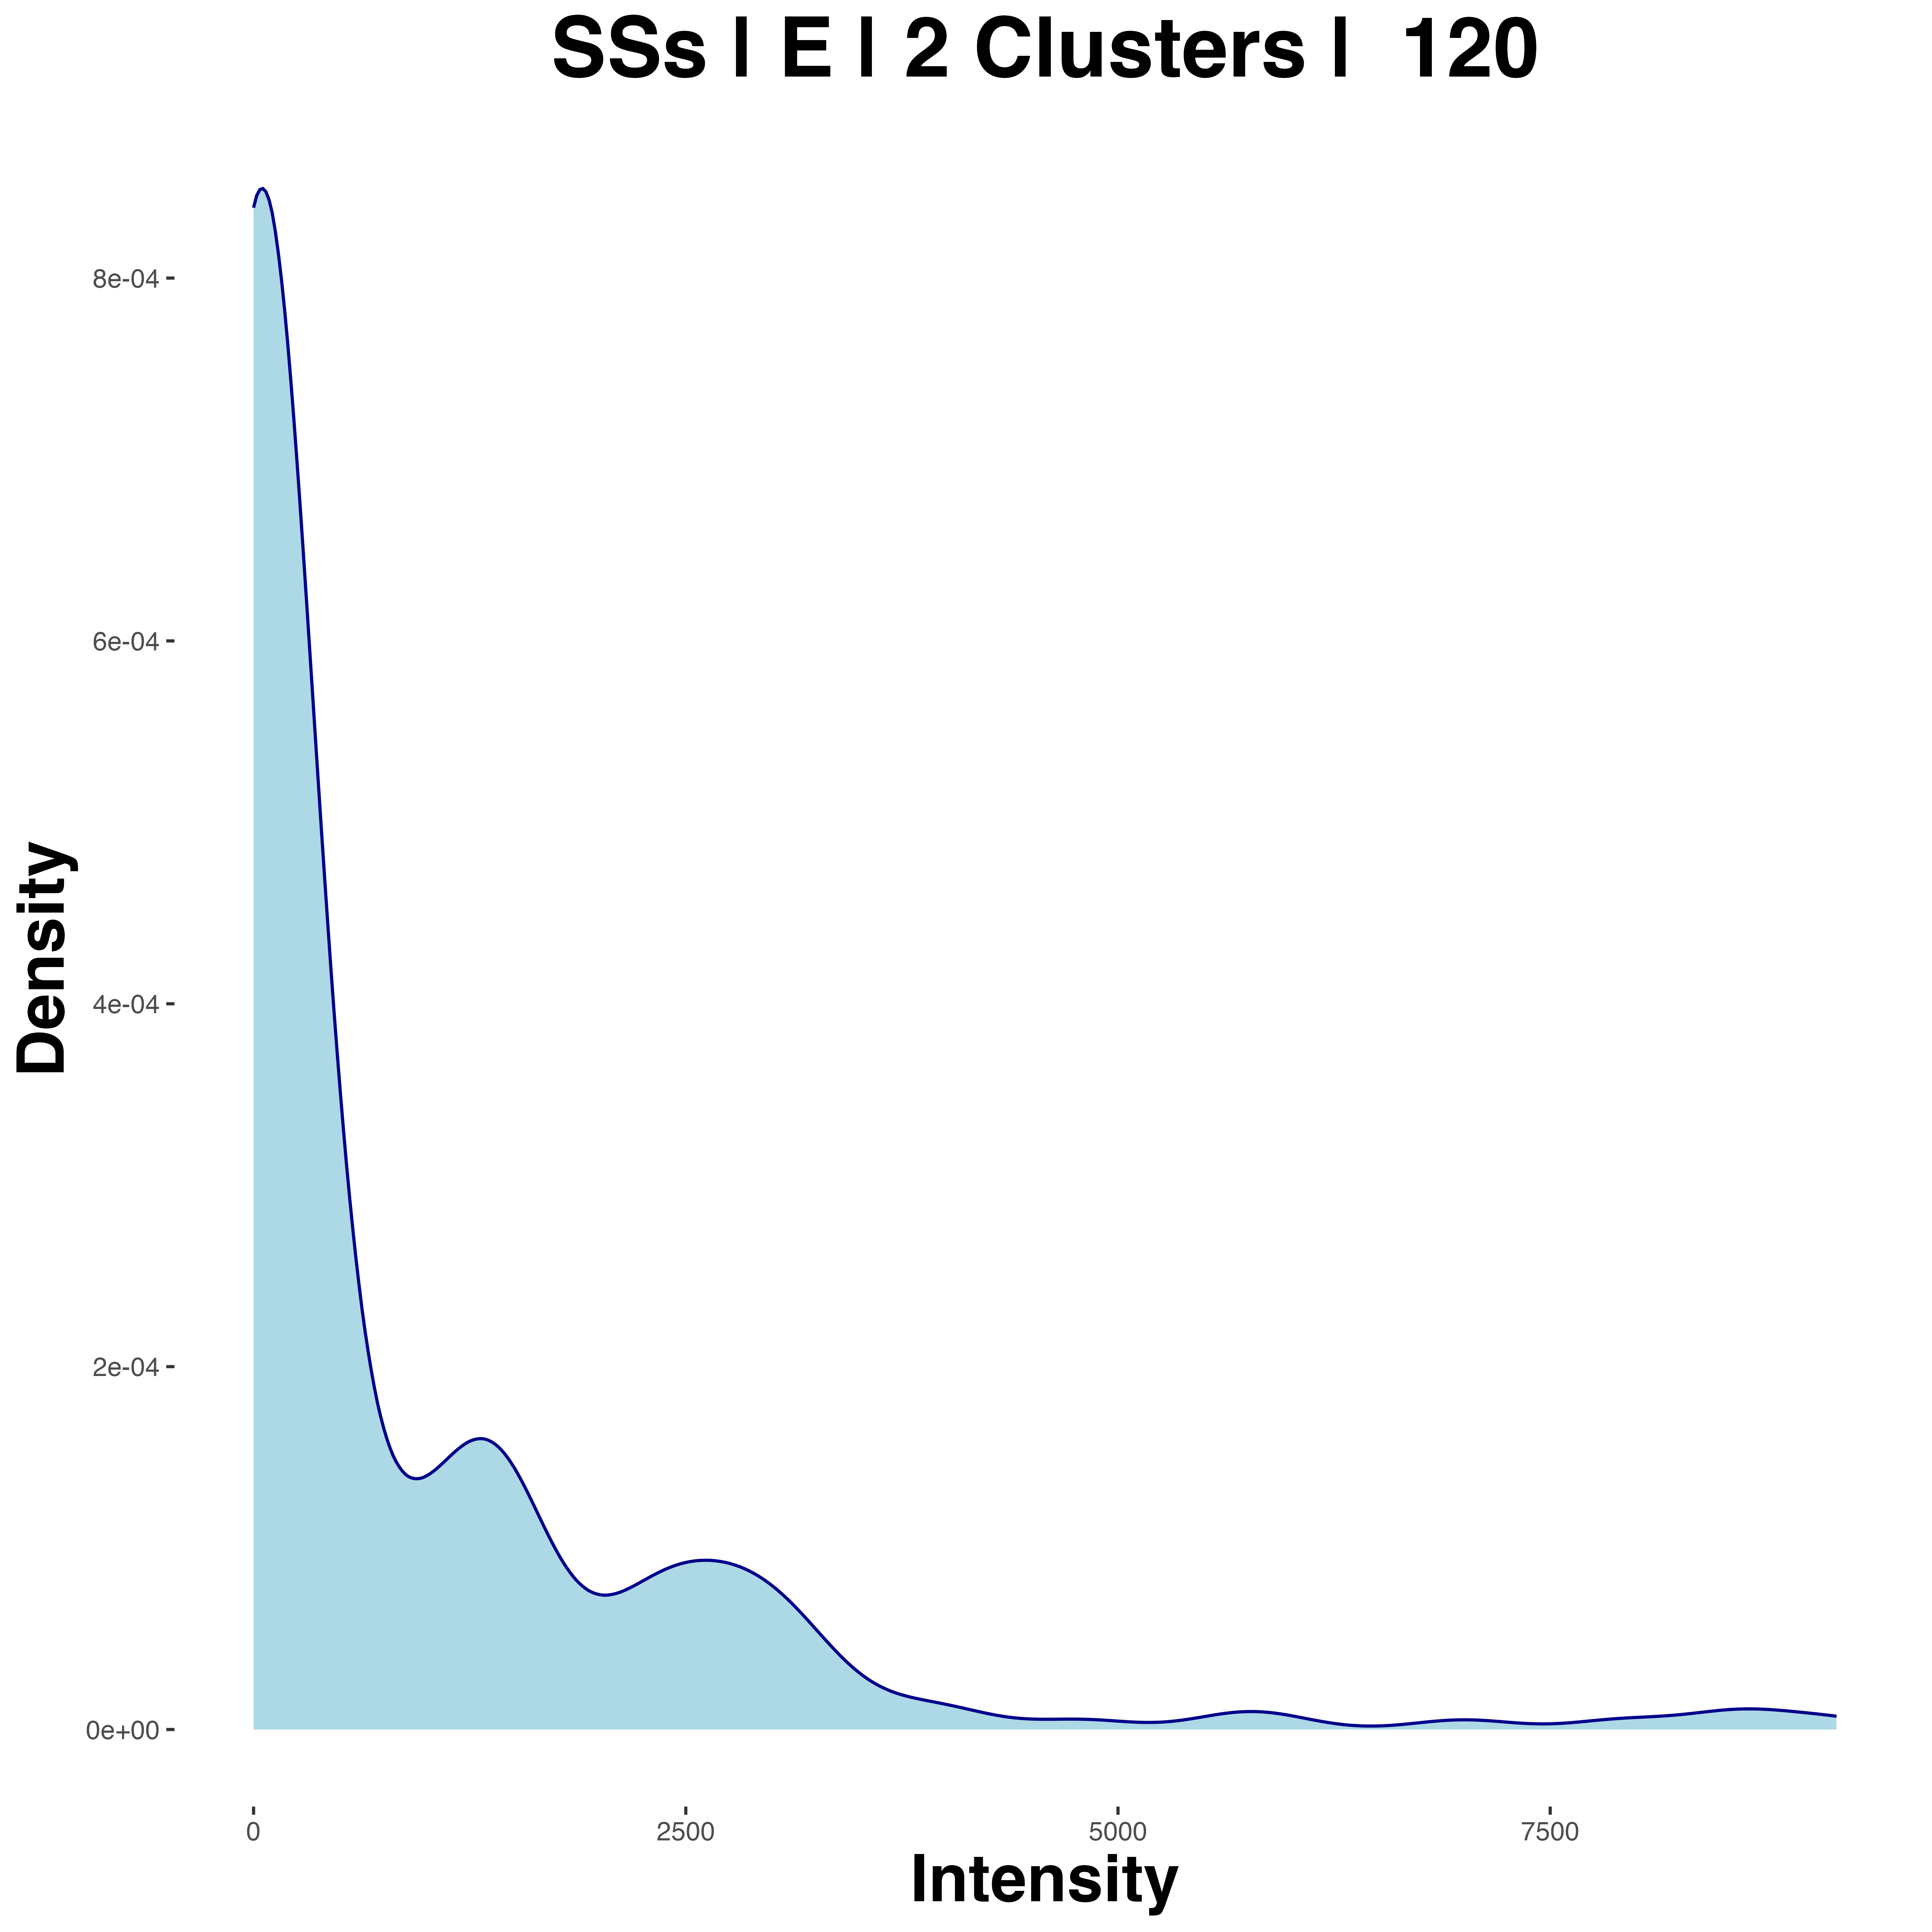 SSs | E | 2 Clusters |  120
Density
8e-04
6e-04
4e-04
2e-04
0e+00
0 2500 5000 7500
Intensity